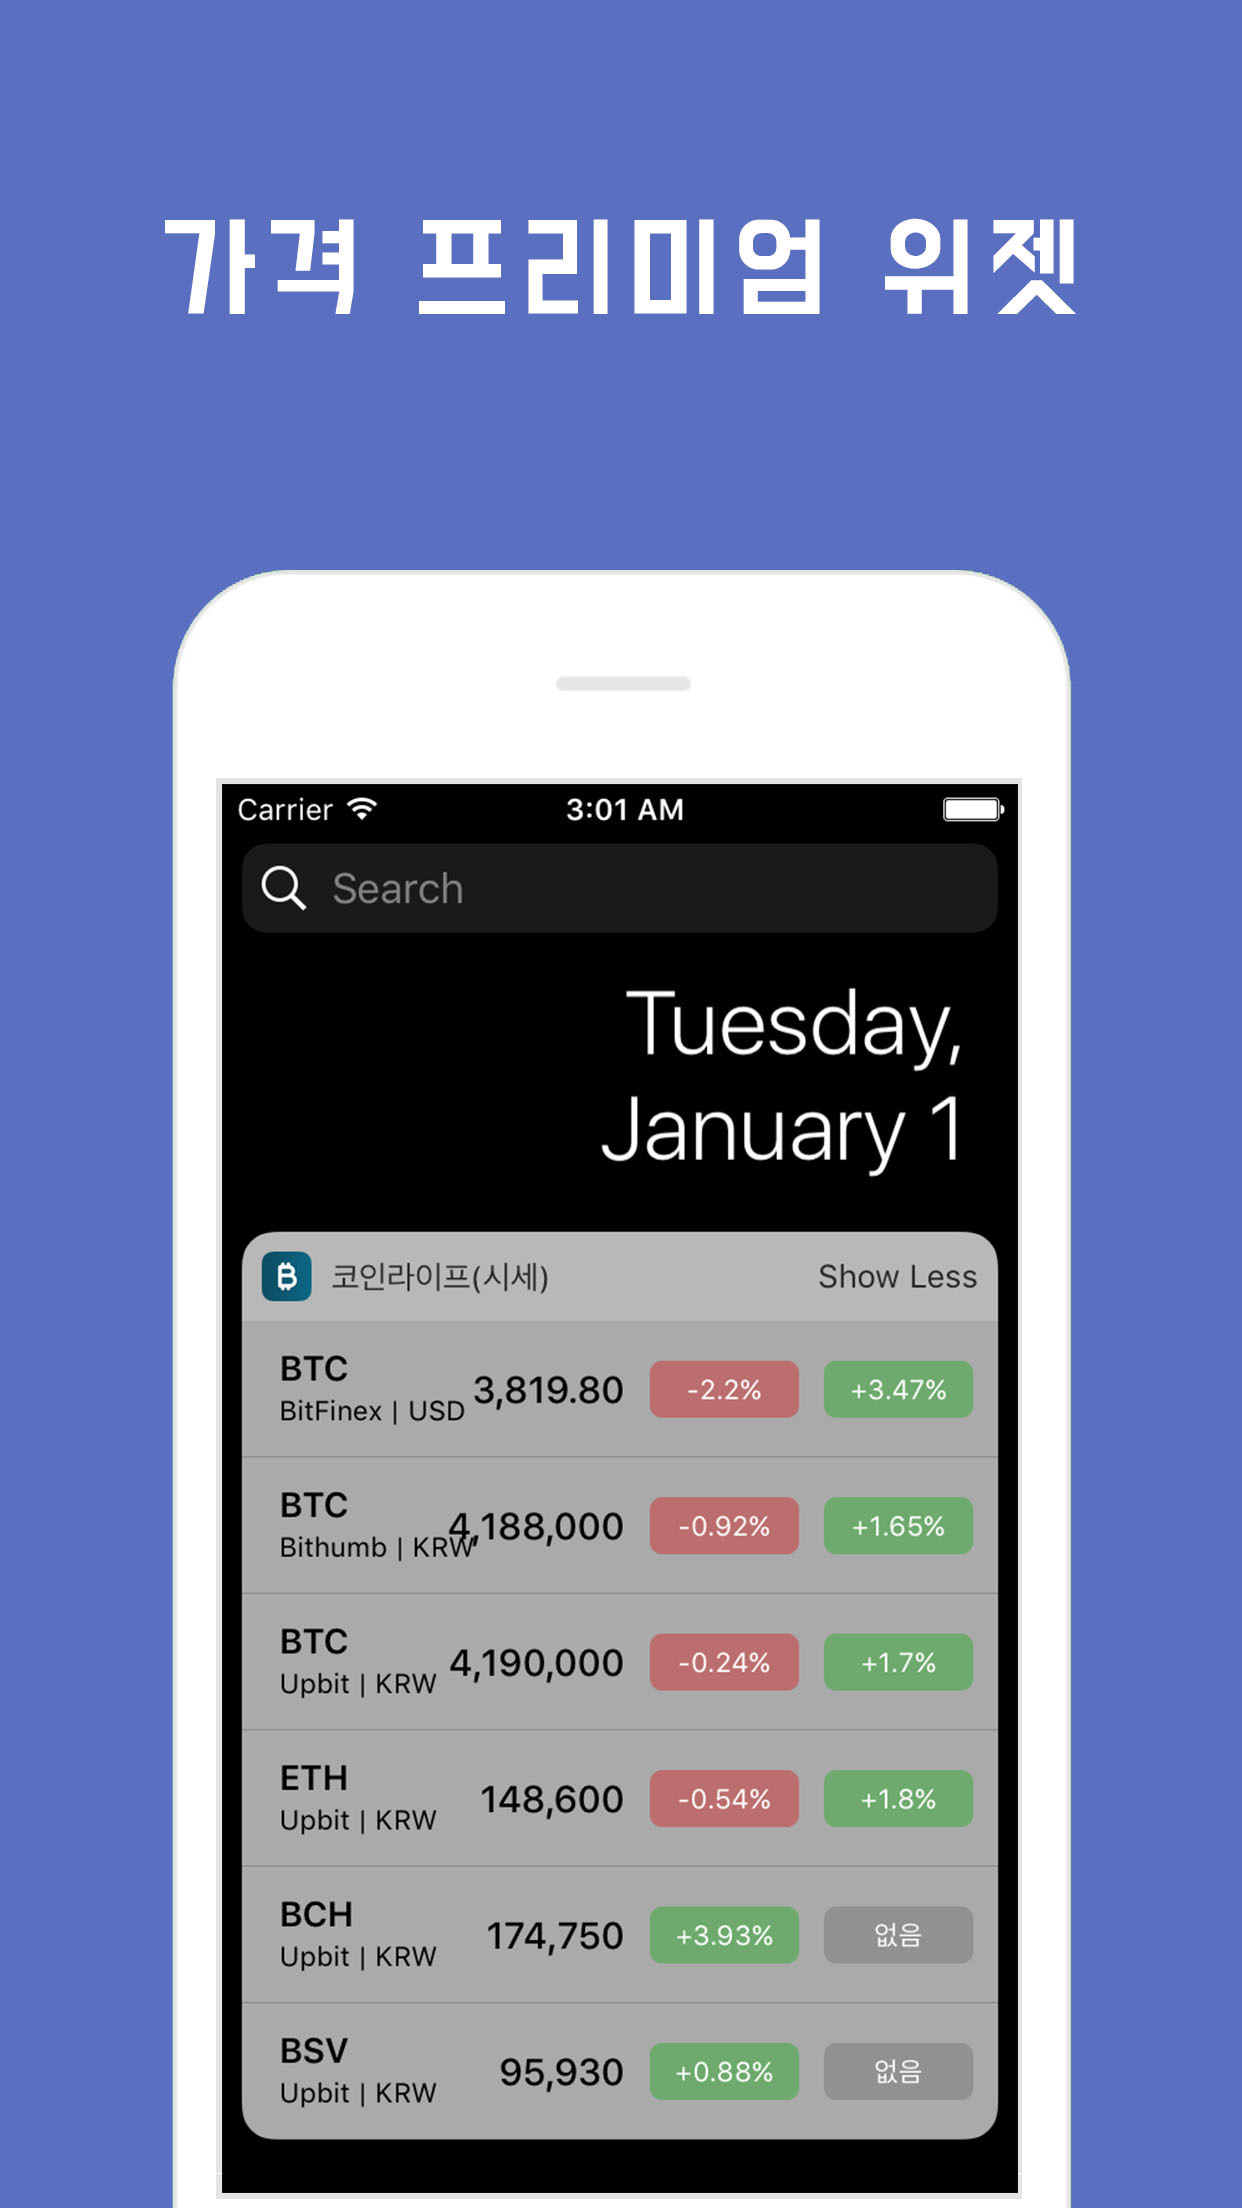 가격 프리미엄 위젯
Carrier 3:01 AM
Search
Tuesday,
January 1
코인라이프(시세) Show Less
BTC
BitFinex | USD 3,819.80 -2.2% +3.47%
BTC
Bithumb | KRW 4,188,000 -0.92% +1.65%
BTC
Upbit | KRW 4,190,000 -0.24% +1.7%
ETH
Upbit | KRW 148,600 -0.54% +1.8%
BCH
Upbit | KRW 174,750 +3.93% 없음
BSV
Upbit | KRW 95,930 +0.88% 없음